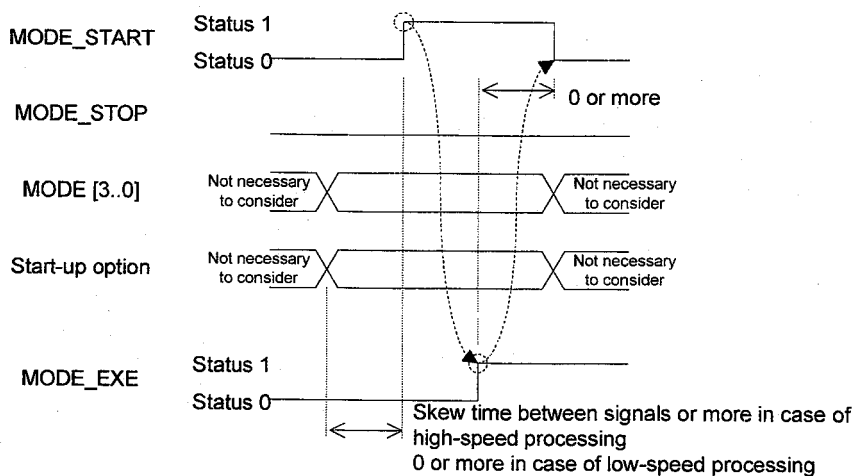 MODE_START
Status 1
Status 0
0 or more
MODE_STOP
MODE [3..0]
Not necessary
to consider
Not necessary
to consider
Start-up option
Not necessary
to consider
Not necessary
to consider
MODE_EXE
Status 1
Status 0
Skew time between signals or more in case of
high-speed processing
0 or more in case of low-speed processing